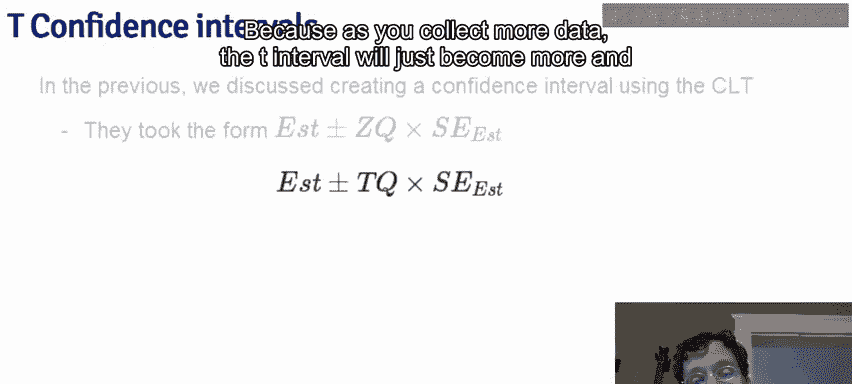 T Confidence intervals
Because as you collect more data,
the t interval will just become more and
In the previous, we discussed creating a confidence interval using the CLT
- They took the form Est ± ZQ × SE_Est
Est ± TQ × SE_Est